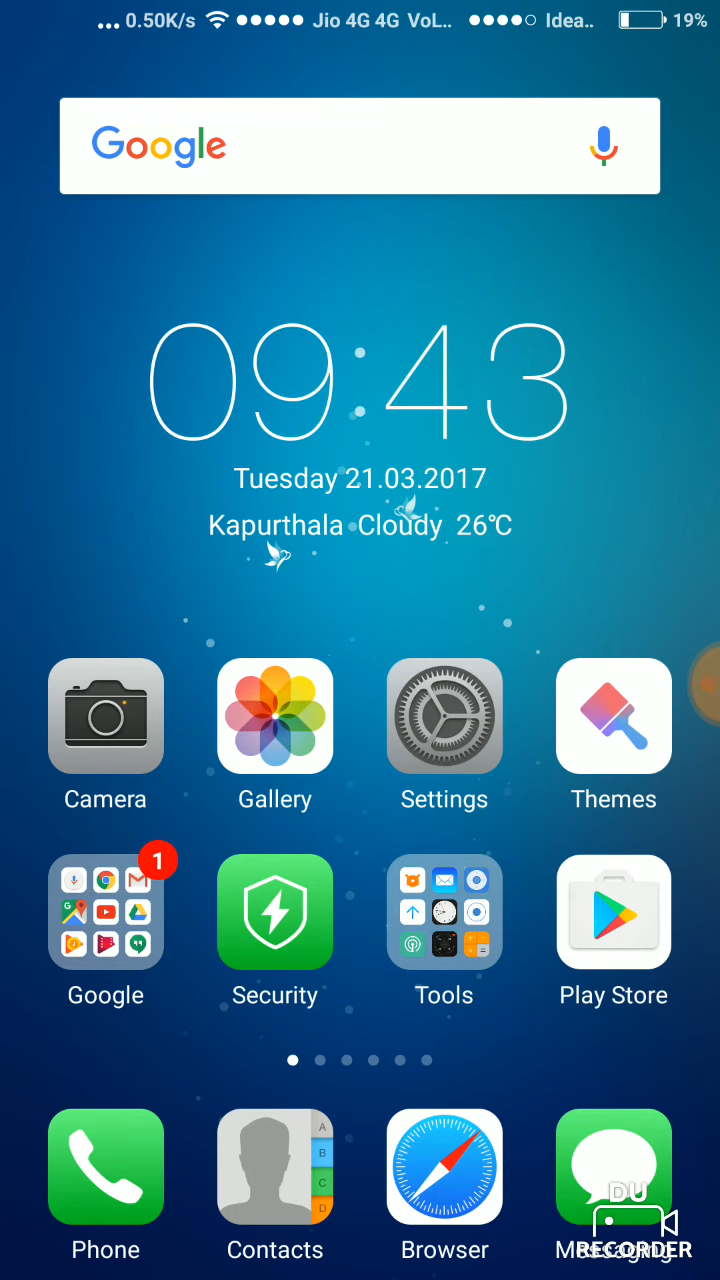 ... 0.50K/s Jio 4G 4G VoL.. Idea.. 19%
Google
09:43
Tuesday 21.03.2017
Kapurthala Cloudy 26℃
Camera Gallery Settings Themes
1
Google Security Tools Play Store
A
B
C
D
DU
Phone Contacts Browser Messaging
RECORDER